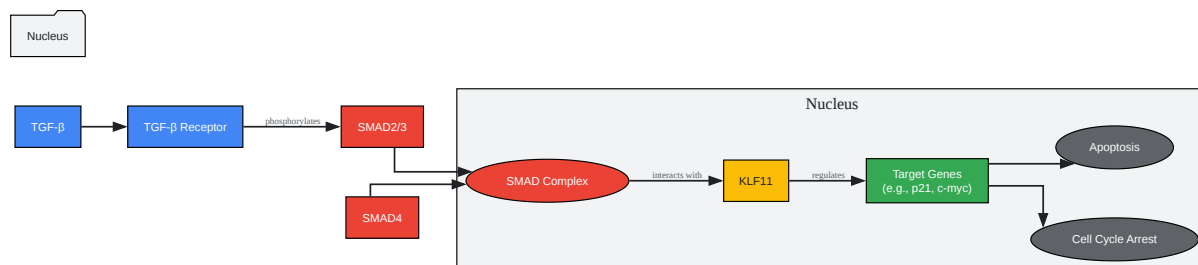 Nucleus
Nucleus
TGF-β
TGF-β Receptor
phosphorylates
SMAD2/3
SMAD4
SMAD Complex
interacts with
KLF11
regulates
Target Genes
(e.g., p21, c-myc)
Apoptosis
Cell Cycle Arrest